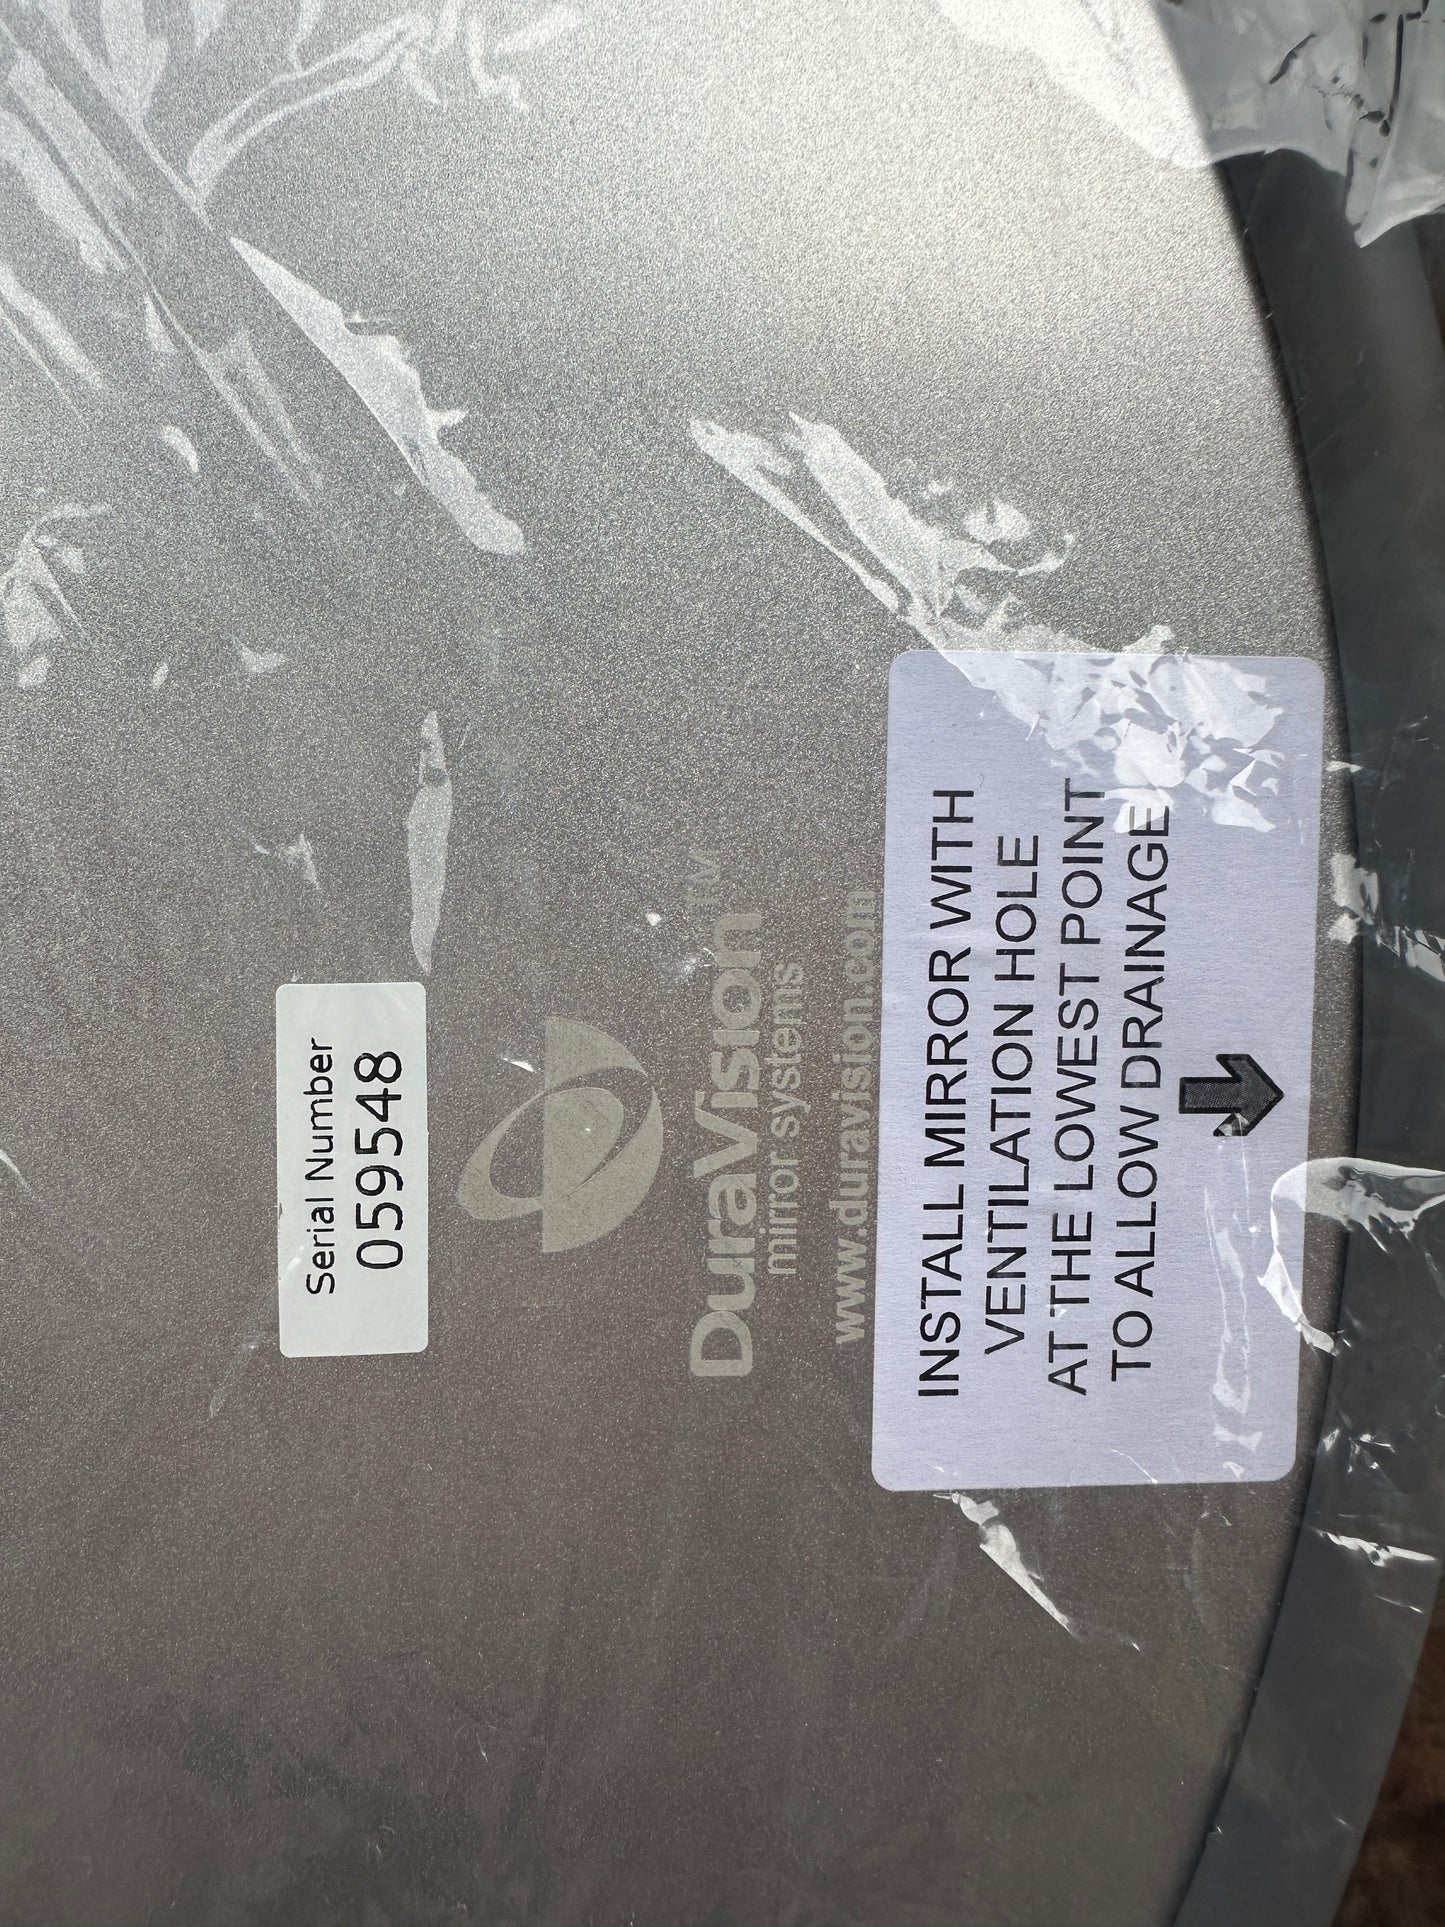 Serial Number
059548
DuraVision™
mirror systems
www.duravision.com
INSTALL MIRROR WITH
VENTILATION HOLE
AT THE LOWEST POINT
TO ALLOW DRAINAGE